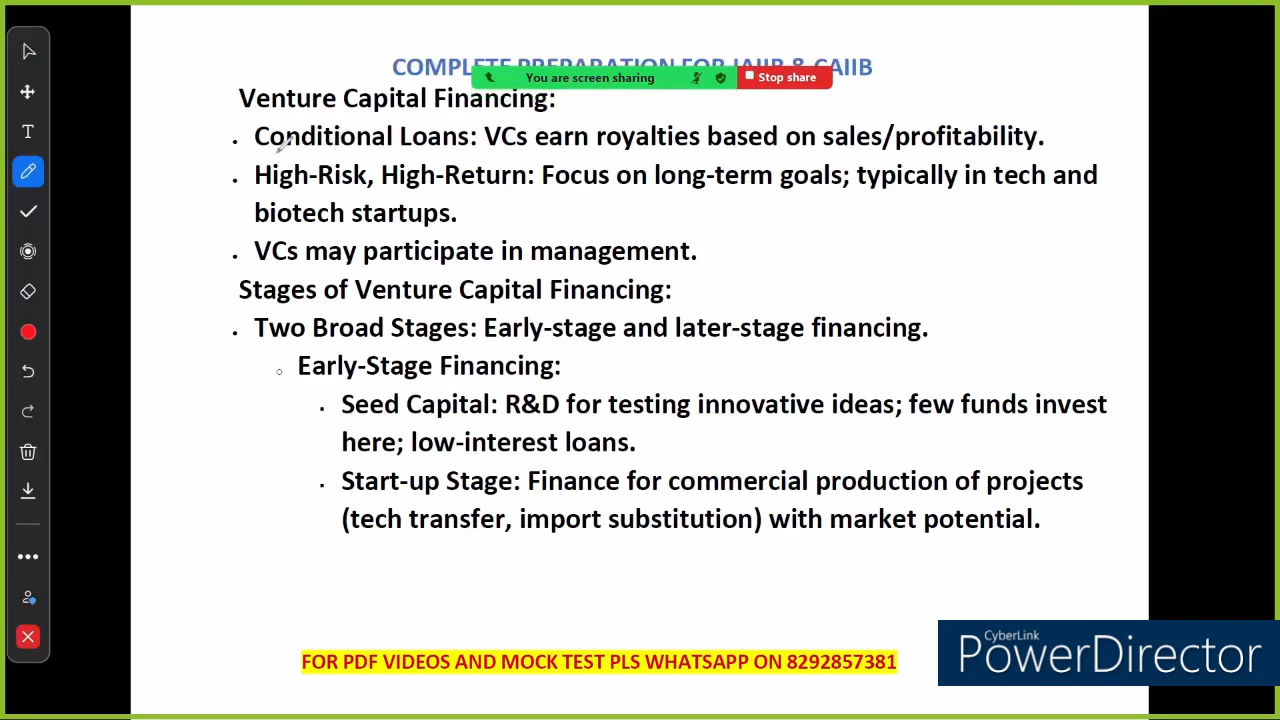 COMPLETE PREPARATION FOR JAIIB & CAIIB
You are screen sharing
Stop share
Venture Capital Financing:
• Conditional Loans: VCs earn royalties based on sales/profitability.
• High-Risk, High-Return: Focus on long-term goals; typically in tech and
biotech startups.
• VCs may participate in management.
Stages of Venture Capital Financing:
• Two Broad Stages: Early-stage and later-stage financing.
○ Early-Stage Financing:
▪ Seed Capital: R&D for testing innovative ideas; few funds invest
here; low-interest loans.
▪ Start-up Stage: Finance for commercial production of projects
(tech transfer, import substitution) with market potential.
FOR PDF VIDEOS AND MOCK TEST PLS WHATSAPP ON 8292857381
CyberLink
PowerDirector